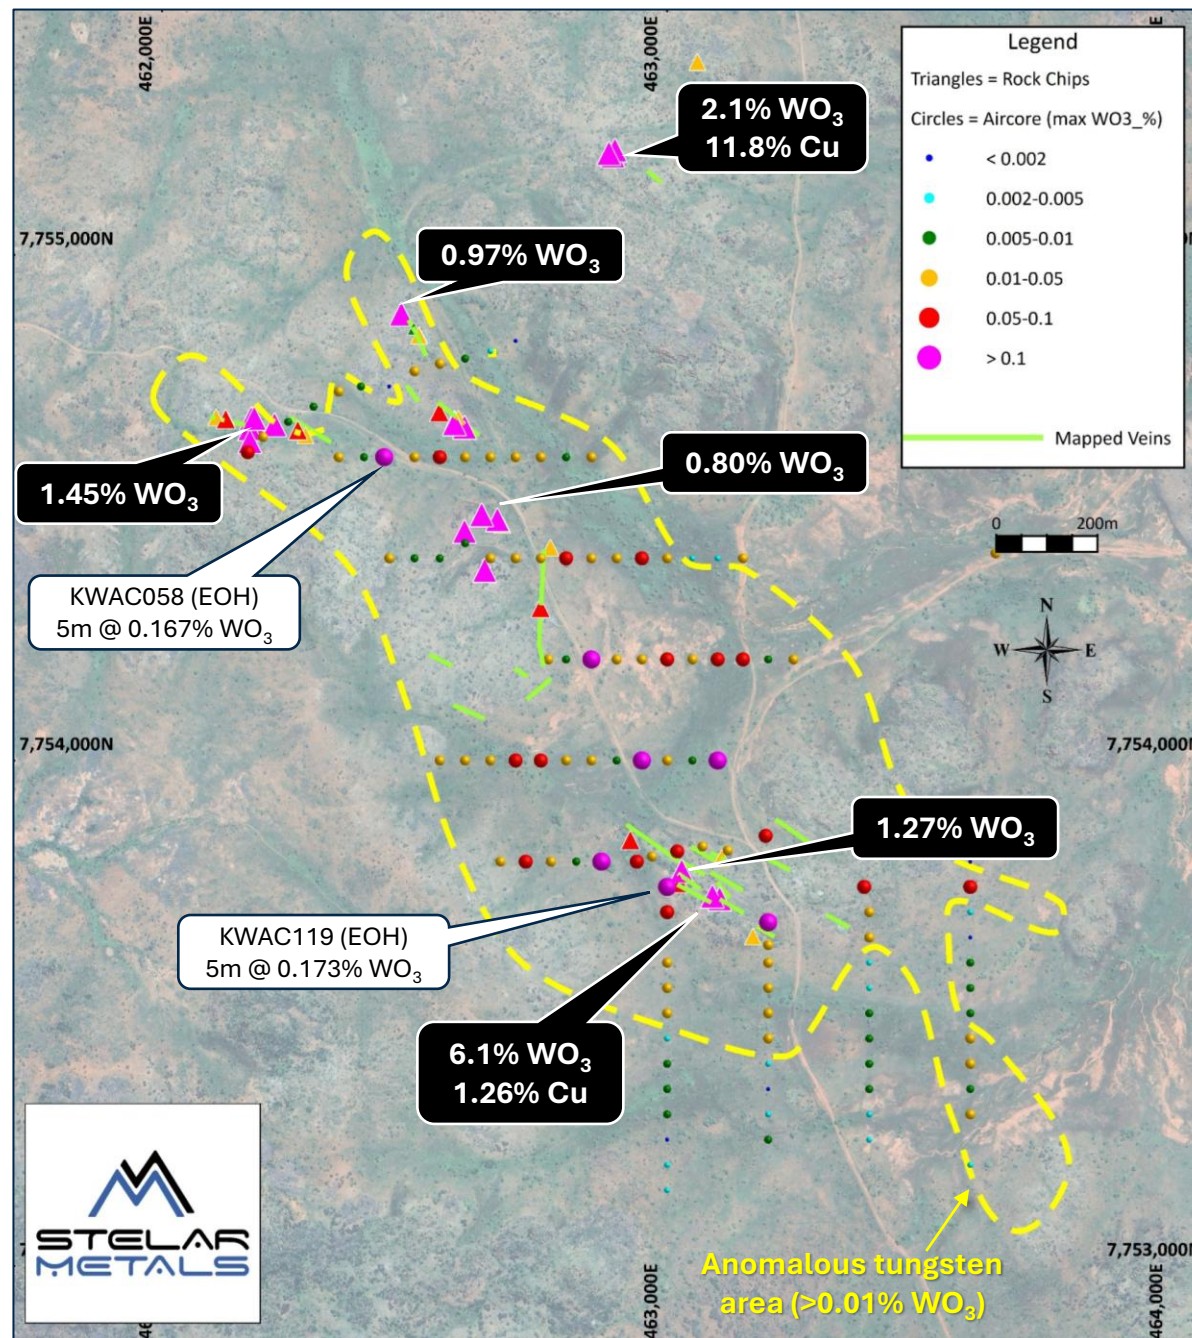 462,000E
463,000E
E
Legend
Triangles = Rock Chips
Circles = Aircore (max WO3_%)
< 0.002
0.002-0.005
0.005-0.01
0.01-0.05
0.05-0.1
> 0.1
Mapped Veins
2.1% WO₃
11.8% Cu
7,755,000N
0.97% WO₃
0.80% WO₃
1.45% WO₃
0
200m
KWAC058 (EOH)
5m @ 0.167% WO₃
N
W
E
S
7,754,000N
7,754,000N
1.27% WO₃
KWAC119 (EOH)
5m @ 0.173% WO₃
6.1% WO₃
1.26% Cu
STELAR
METALS
Anomalous tungsten
area (>0.01% WO₃)
7,753,000N
463,000E
464,000E